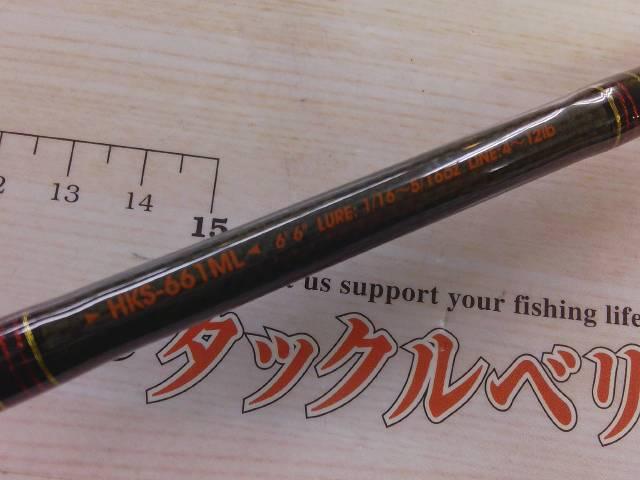 ▶ HKS-661ML ◀ 6'6" LURE: 1/16～5/16oz LINE:4～12lb
2 13 14 15
us support your fishing life
タックルベリ